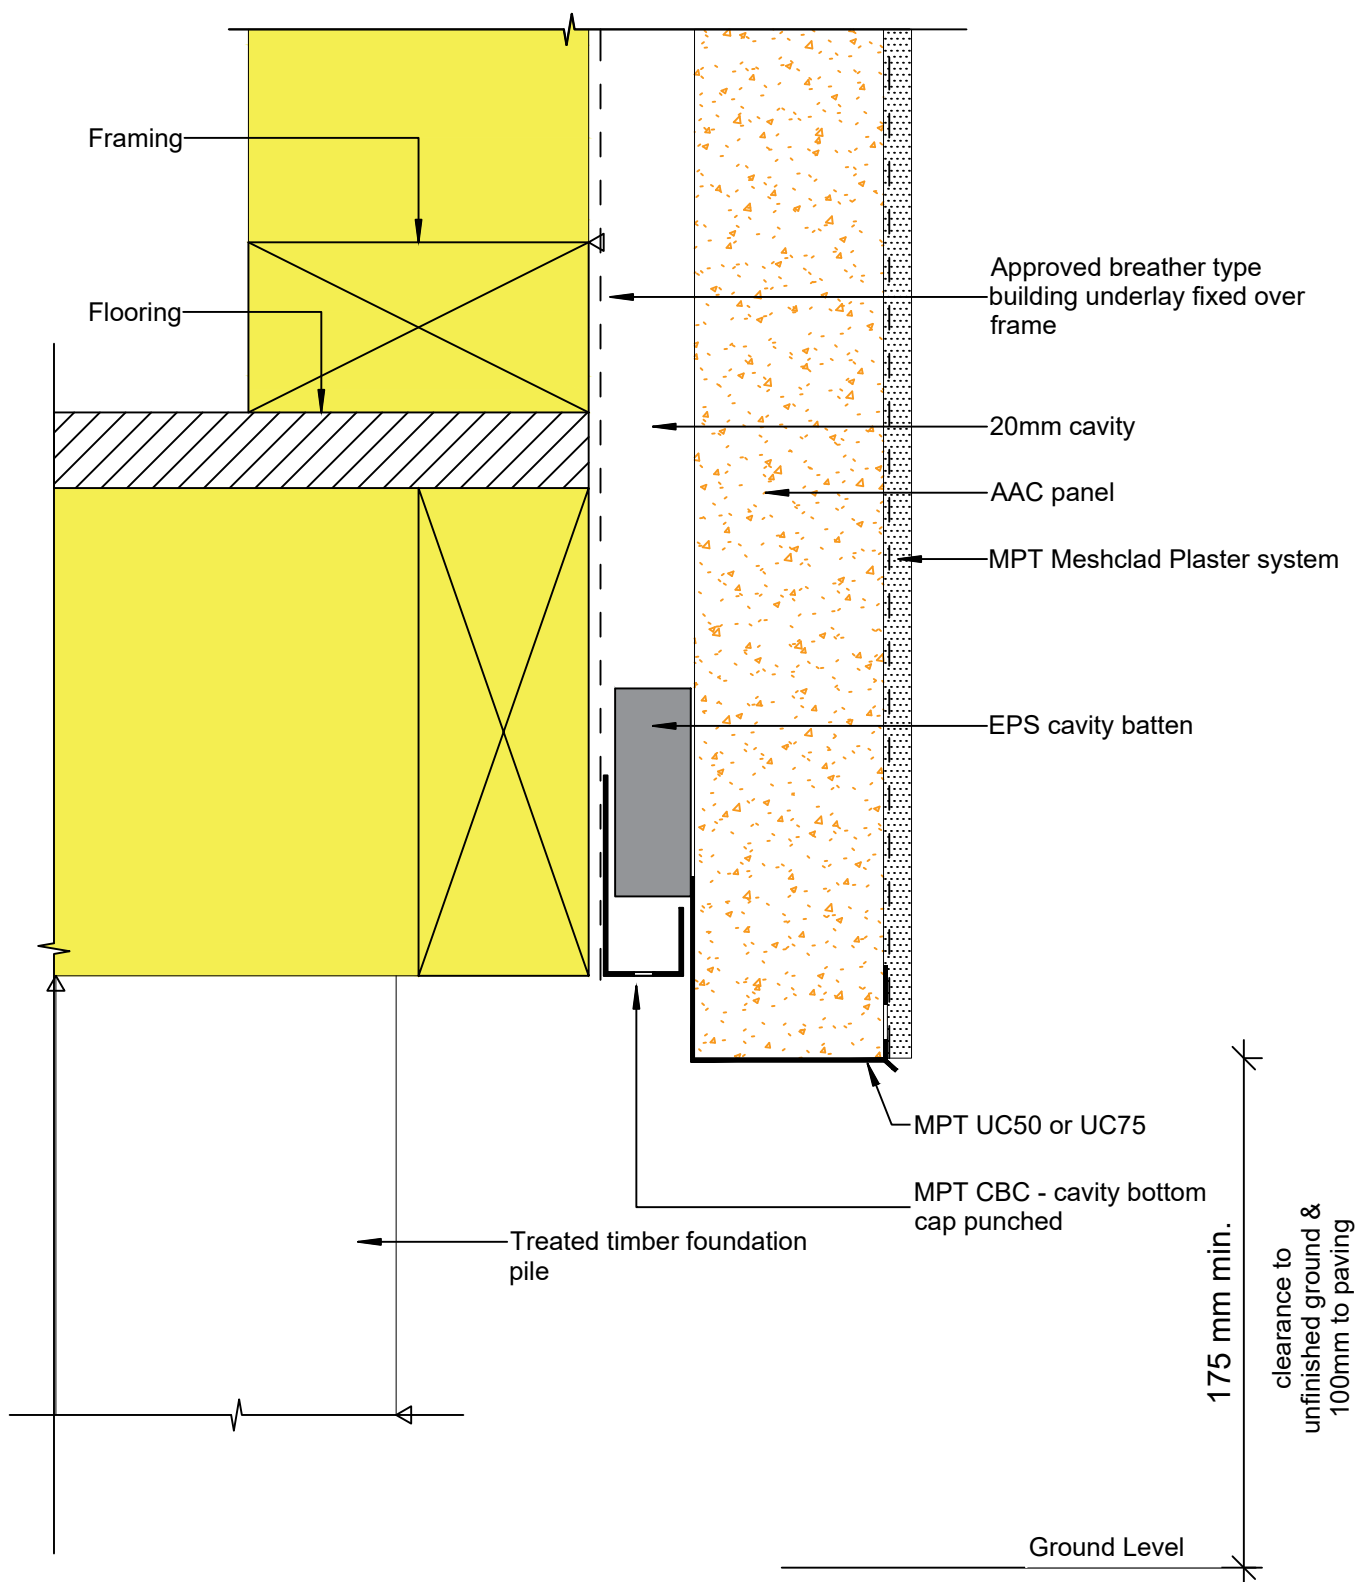 Framing
Flooring
Approved breather type
building underlay fixed over
frame
20mm cavity
AAC panel
MPT Meshclad Plaster system
EPS cavity batten
MPT UC50 or UC75
MPT CBC - cavity bottom
cap punched
Treated timber foundation
pile
175 mm min.
clearance to
unfinished ground &
100mm to paving
Ground Level